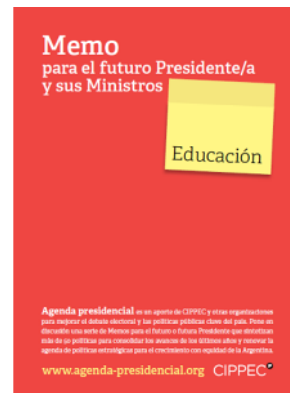 Memo
para el futuro Presidente/a
y sus Ministros
Educación
Agenda presidencial es un aporte de CIPPEC y otras organizaciones
para mejorar el debate electoral y las políticas públicas clave del país. Pone en
discusión una serie de Memos para el futuro o futura Presidente que sintetizan
más de 50 políticas para consolidar los avances de los últimos años y renovar la
agenda de políticas estratégicas para el crecimiento con equidad de la Argentina.
www.agenda-presidencial.org CIPPEC